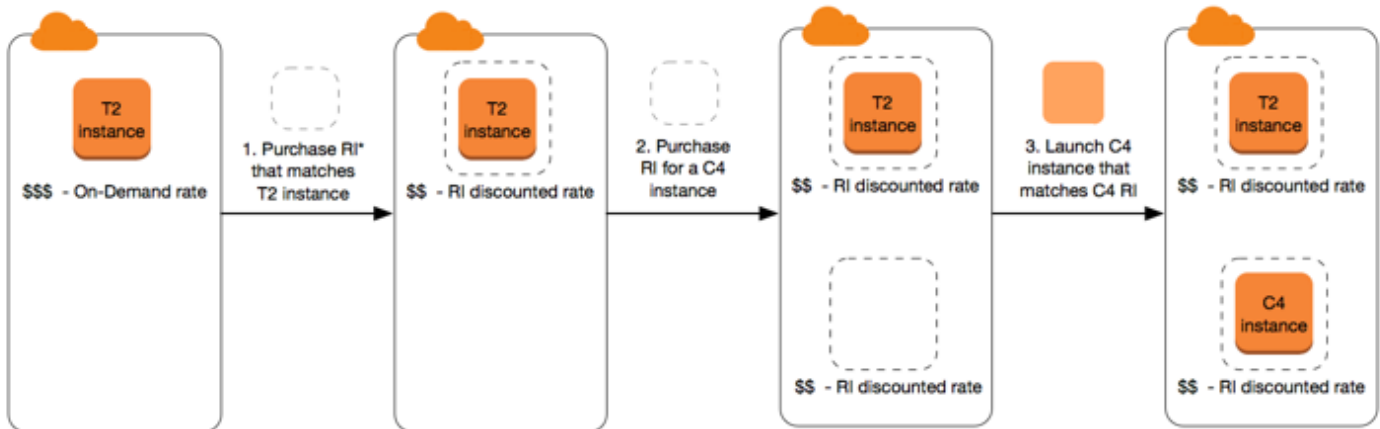 T2
instance
$$$ - On-Demand rate
1. Purchase RI*
that matches
T2 instance
T2
instance
$$ - RI discounted rate
2. Purchase
RI for a C4
instance
T2
instance
$$ - RI discounted rate
$$ - RI discounted rate
3. Launch C4
instance that
matches C4 RI
T2
instance
$$ - RI discounted rate
C4
instance
$$ - RI discounted rate